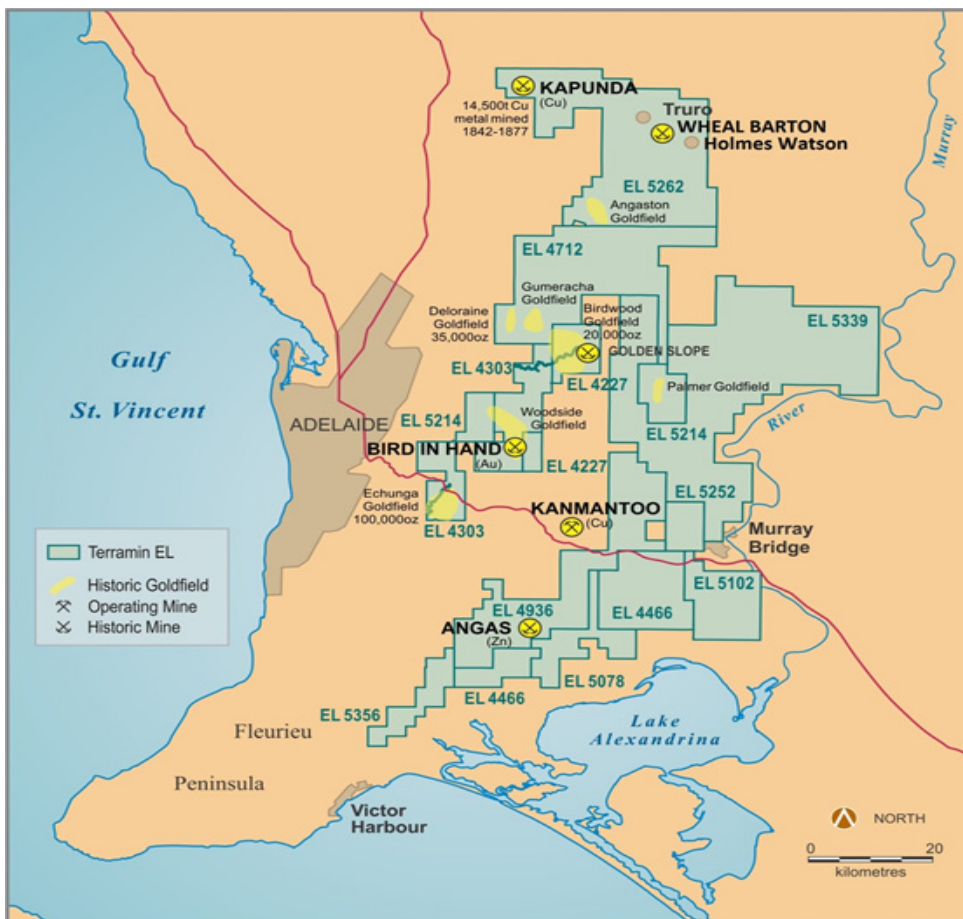 KAPUNDA
(Cu)
14,500t Cu
metal mined
1842-1877
Truro
WHEAL BARTON
Holmes Watson
Murray
EL 5262
Angaston
Goldfield
EL 4712
Gumeracha
Goldfield
Deloraine
Goldfield
35,000oz
Birdwood
Goldfield
20,000oz
EL 5339
GOLDEN SLOPE
EL 4303
EL 4227
Palmer Goldfield
Gulf
St. Vincent
ADELAIDE
EL 5214
Woodside
Goldfield
EL 5214
River
BIRD IN HAND
(Au)
EL 4227
Echunga
Goldfield
100,000oz
EL 4303
KANMANTOO
(Cu)
EL 5252
Murray
Bridge
Terramin EL
Historic Goldfield
Operating Mine
Historic Mine
EL 5102
EL 4936
EL 4466
ANGAS
(Zn)
EL 5078
EL 4466
EL 5356
Fleurieu
Peninsula
Lake
Alexandrina
Victor
Harbour
NORTH
0 20
kilometres